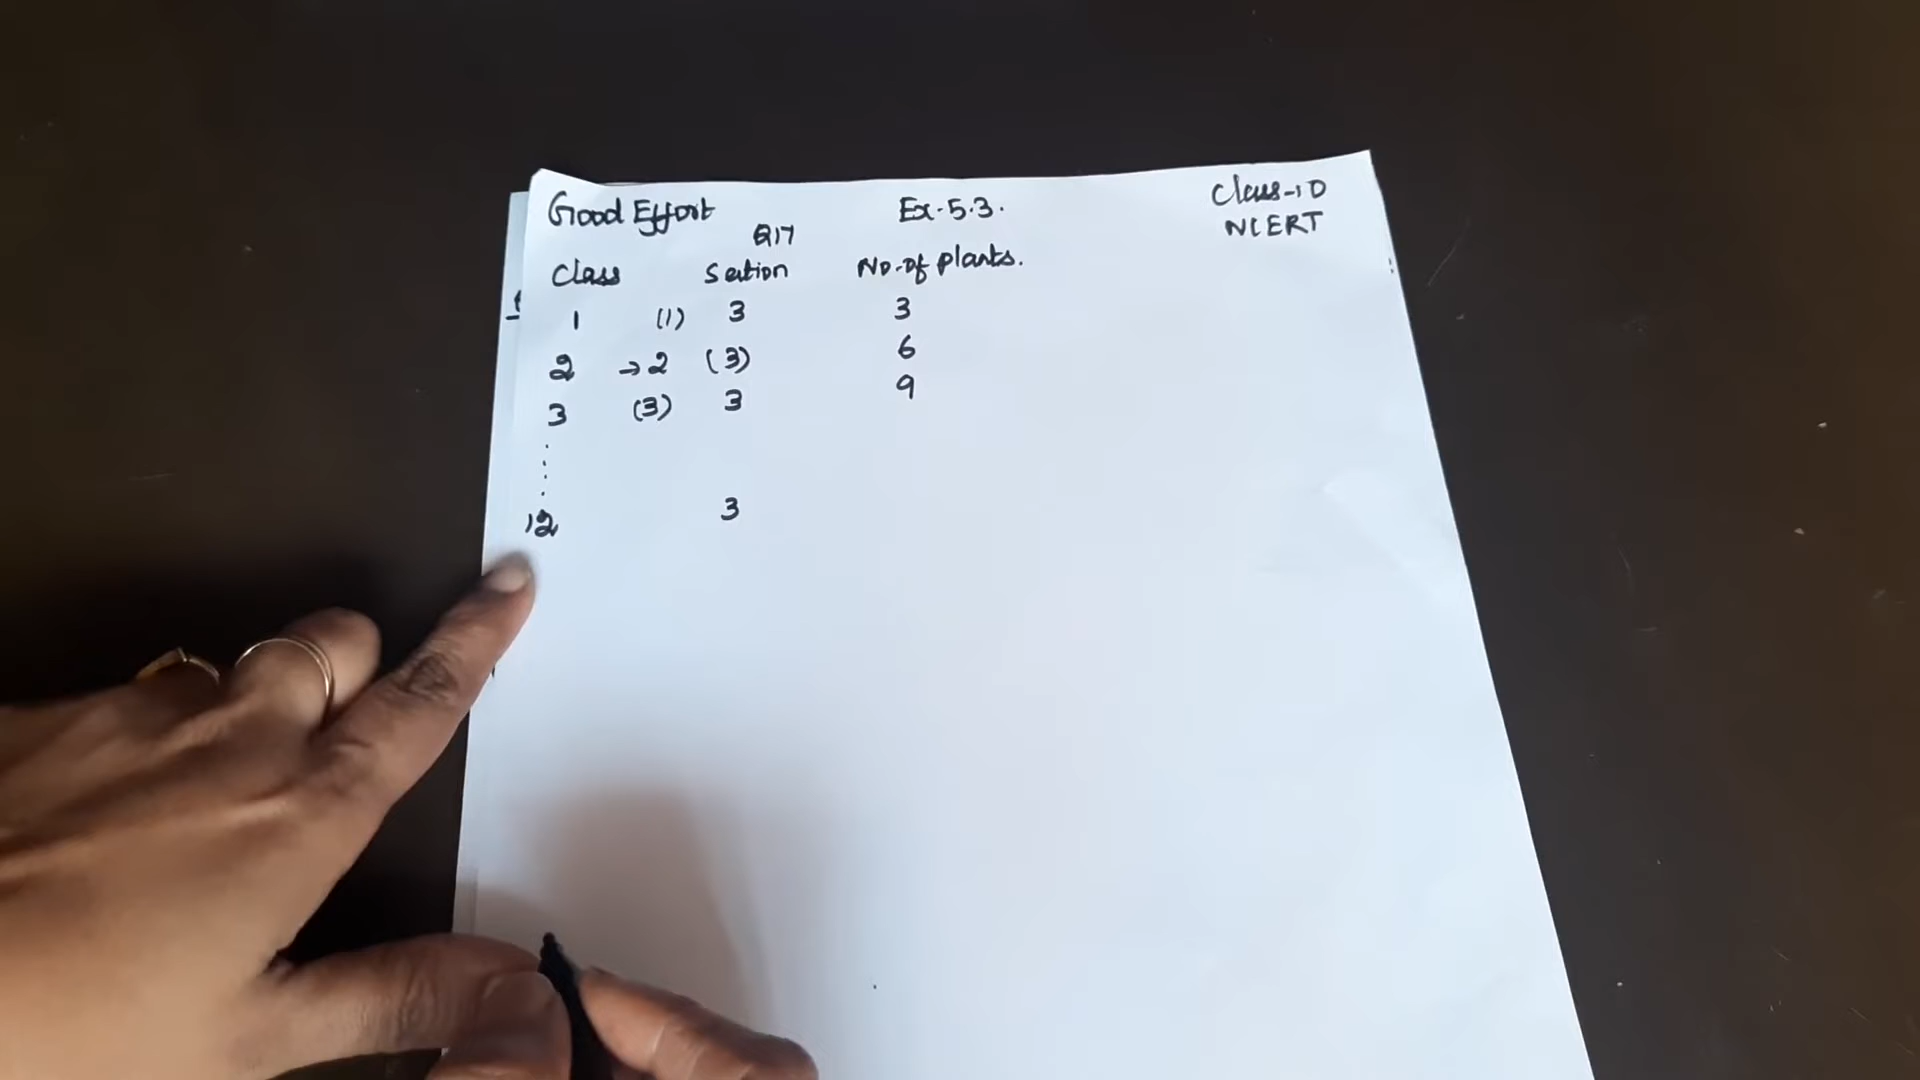 Good Effort Ex-5.3. Class-10
NCERT
Q17
Class Section No.of plants.
1 (1) 3 3
2 →2 (3) 6
3 (3) 3 9
12 3